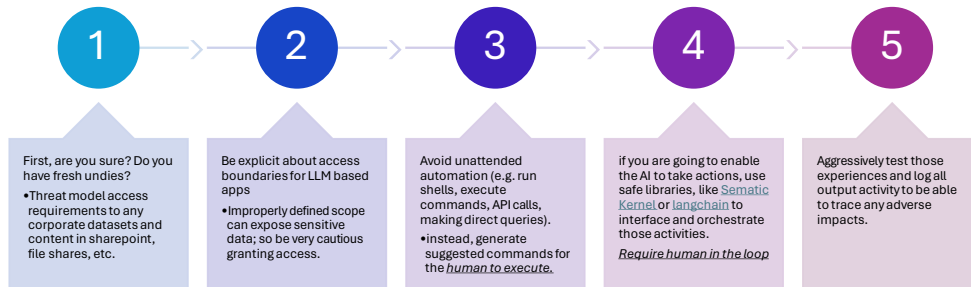 1
2
3
4
5
First, are you sure? Do you
have fresh undies?
•Threat model access
requirements to any
corporate datasets and
content in sharepoint,
file shares, etc.
Be explicit about access
boundaries for LLM based
apps
•Improperly defined scope
can expose sensitive
data; so be very cautious
granting access.
Avoid unattended
automation (e.g. run
shells, execute
commands, API calls,
making direct queries).
•instead, generate
suggested commands for
the human to execute.
if you are going to enable
the AI to take actions, use
safe libraries, like Sematic
Kernel or langchain to
interface and orchestrate
those activities.
Require human in the loop
Aggressively test those
experiences and log all
output activity to be able
to trace any adverse
impacts.